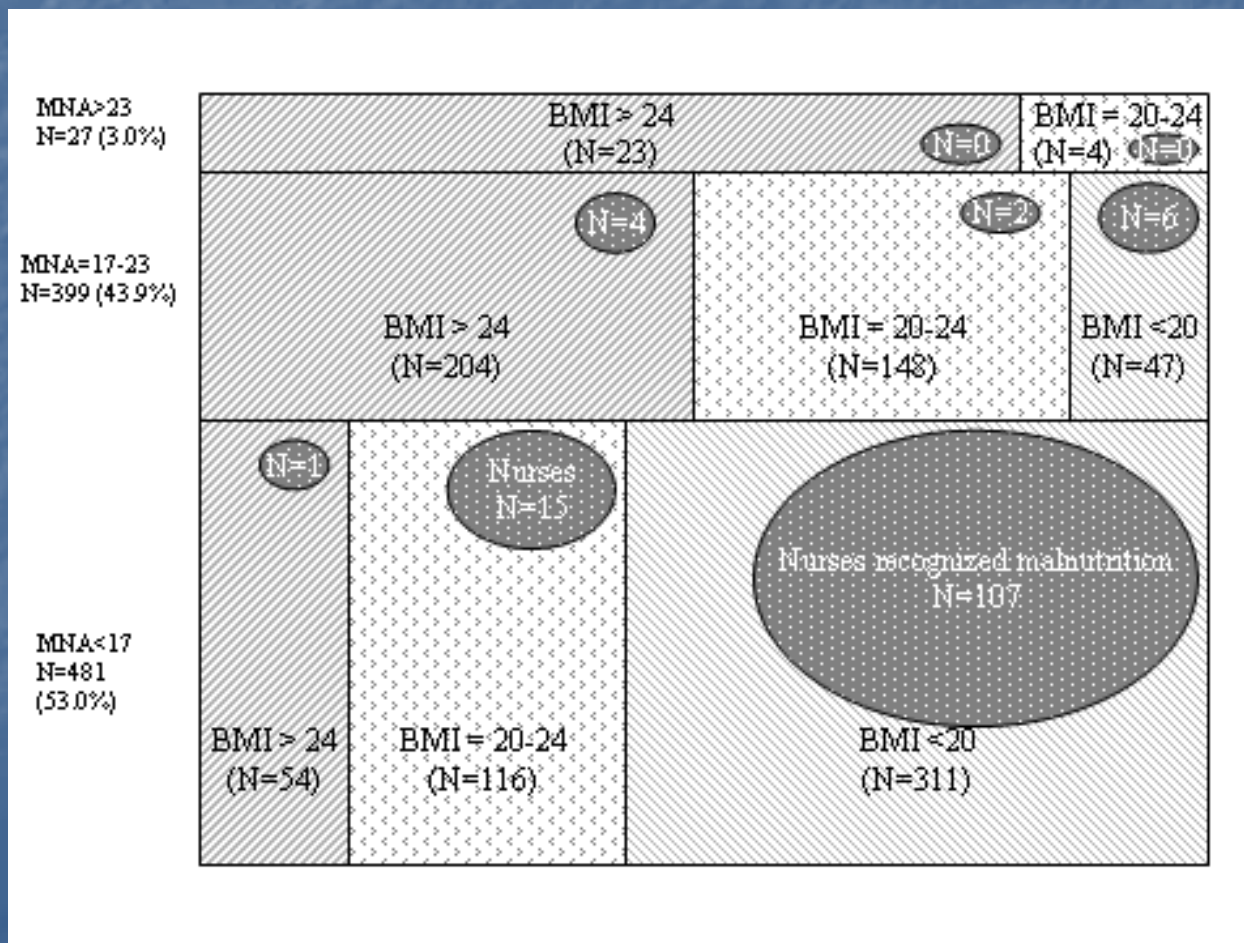 MNA>23
N=27 (3.0%)
BMI > 24
(N=23)
N=0
BMI = 20-24
(N=4)
N=0
MNA=17-23
N=399 (43.9%)
N=4
BMI > 24
(N=204)
N=2
BMI = 20-24
(N=148)
N=6
BMI <20
(N=47)
MNA<17
N=481
(53.0%)
N=1
BMI > 24
(N=54)
Nurses
N=15
BMI = 20-24
(N=116)
Nurses recognized malnutrition
N=107
BMI <20
(N=311)